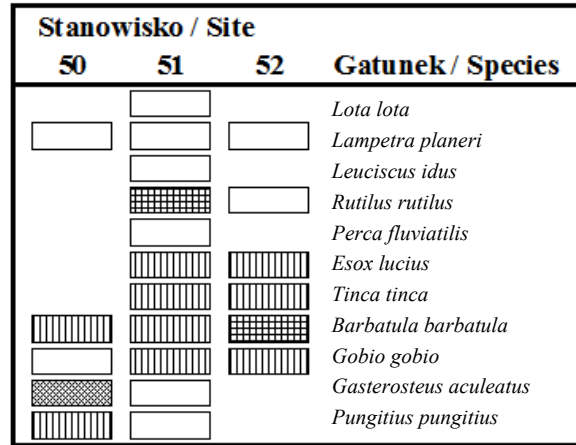 Stanowisko / Site
50 51 52 Gatunek / Species
Lota lota
Lampetra planeri
Leuciscus idus
Rutilus rutilus
Perca fluviatilis
Esox lucius
Tinca tinca
Barbatula barbatula
Gobio gobio
Gasterosteus aculeatus
Pungitius pungitius